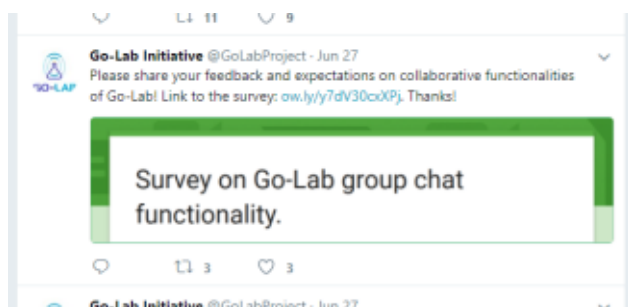 11 9
Go-Lab Initiative @GoLabProject · Jun 27
Please share your feedback and expectations on collaborative functionalities
of Go-Lab! Link to the survey: ow.ly/y7dV30cxXPj. Thanks!
GO-LAP
Survey on Go-Lab group chat
functionality.
3 3
Go-Lab Initiative @GoLabProject · Jun 27